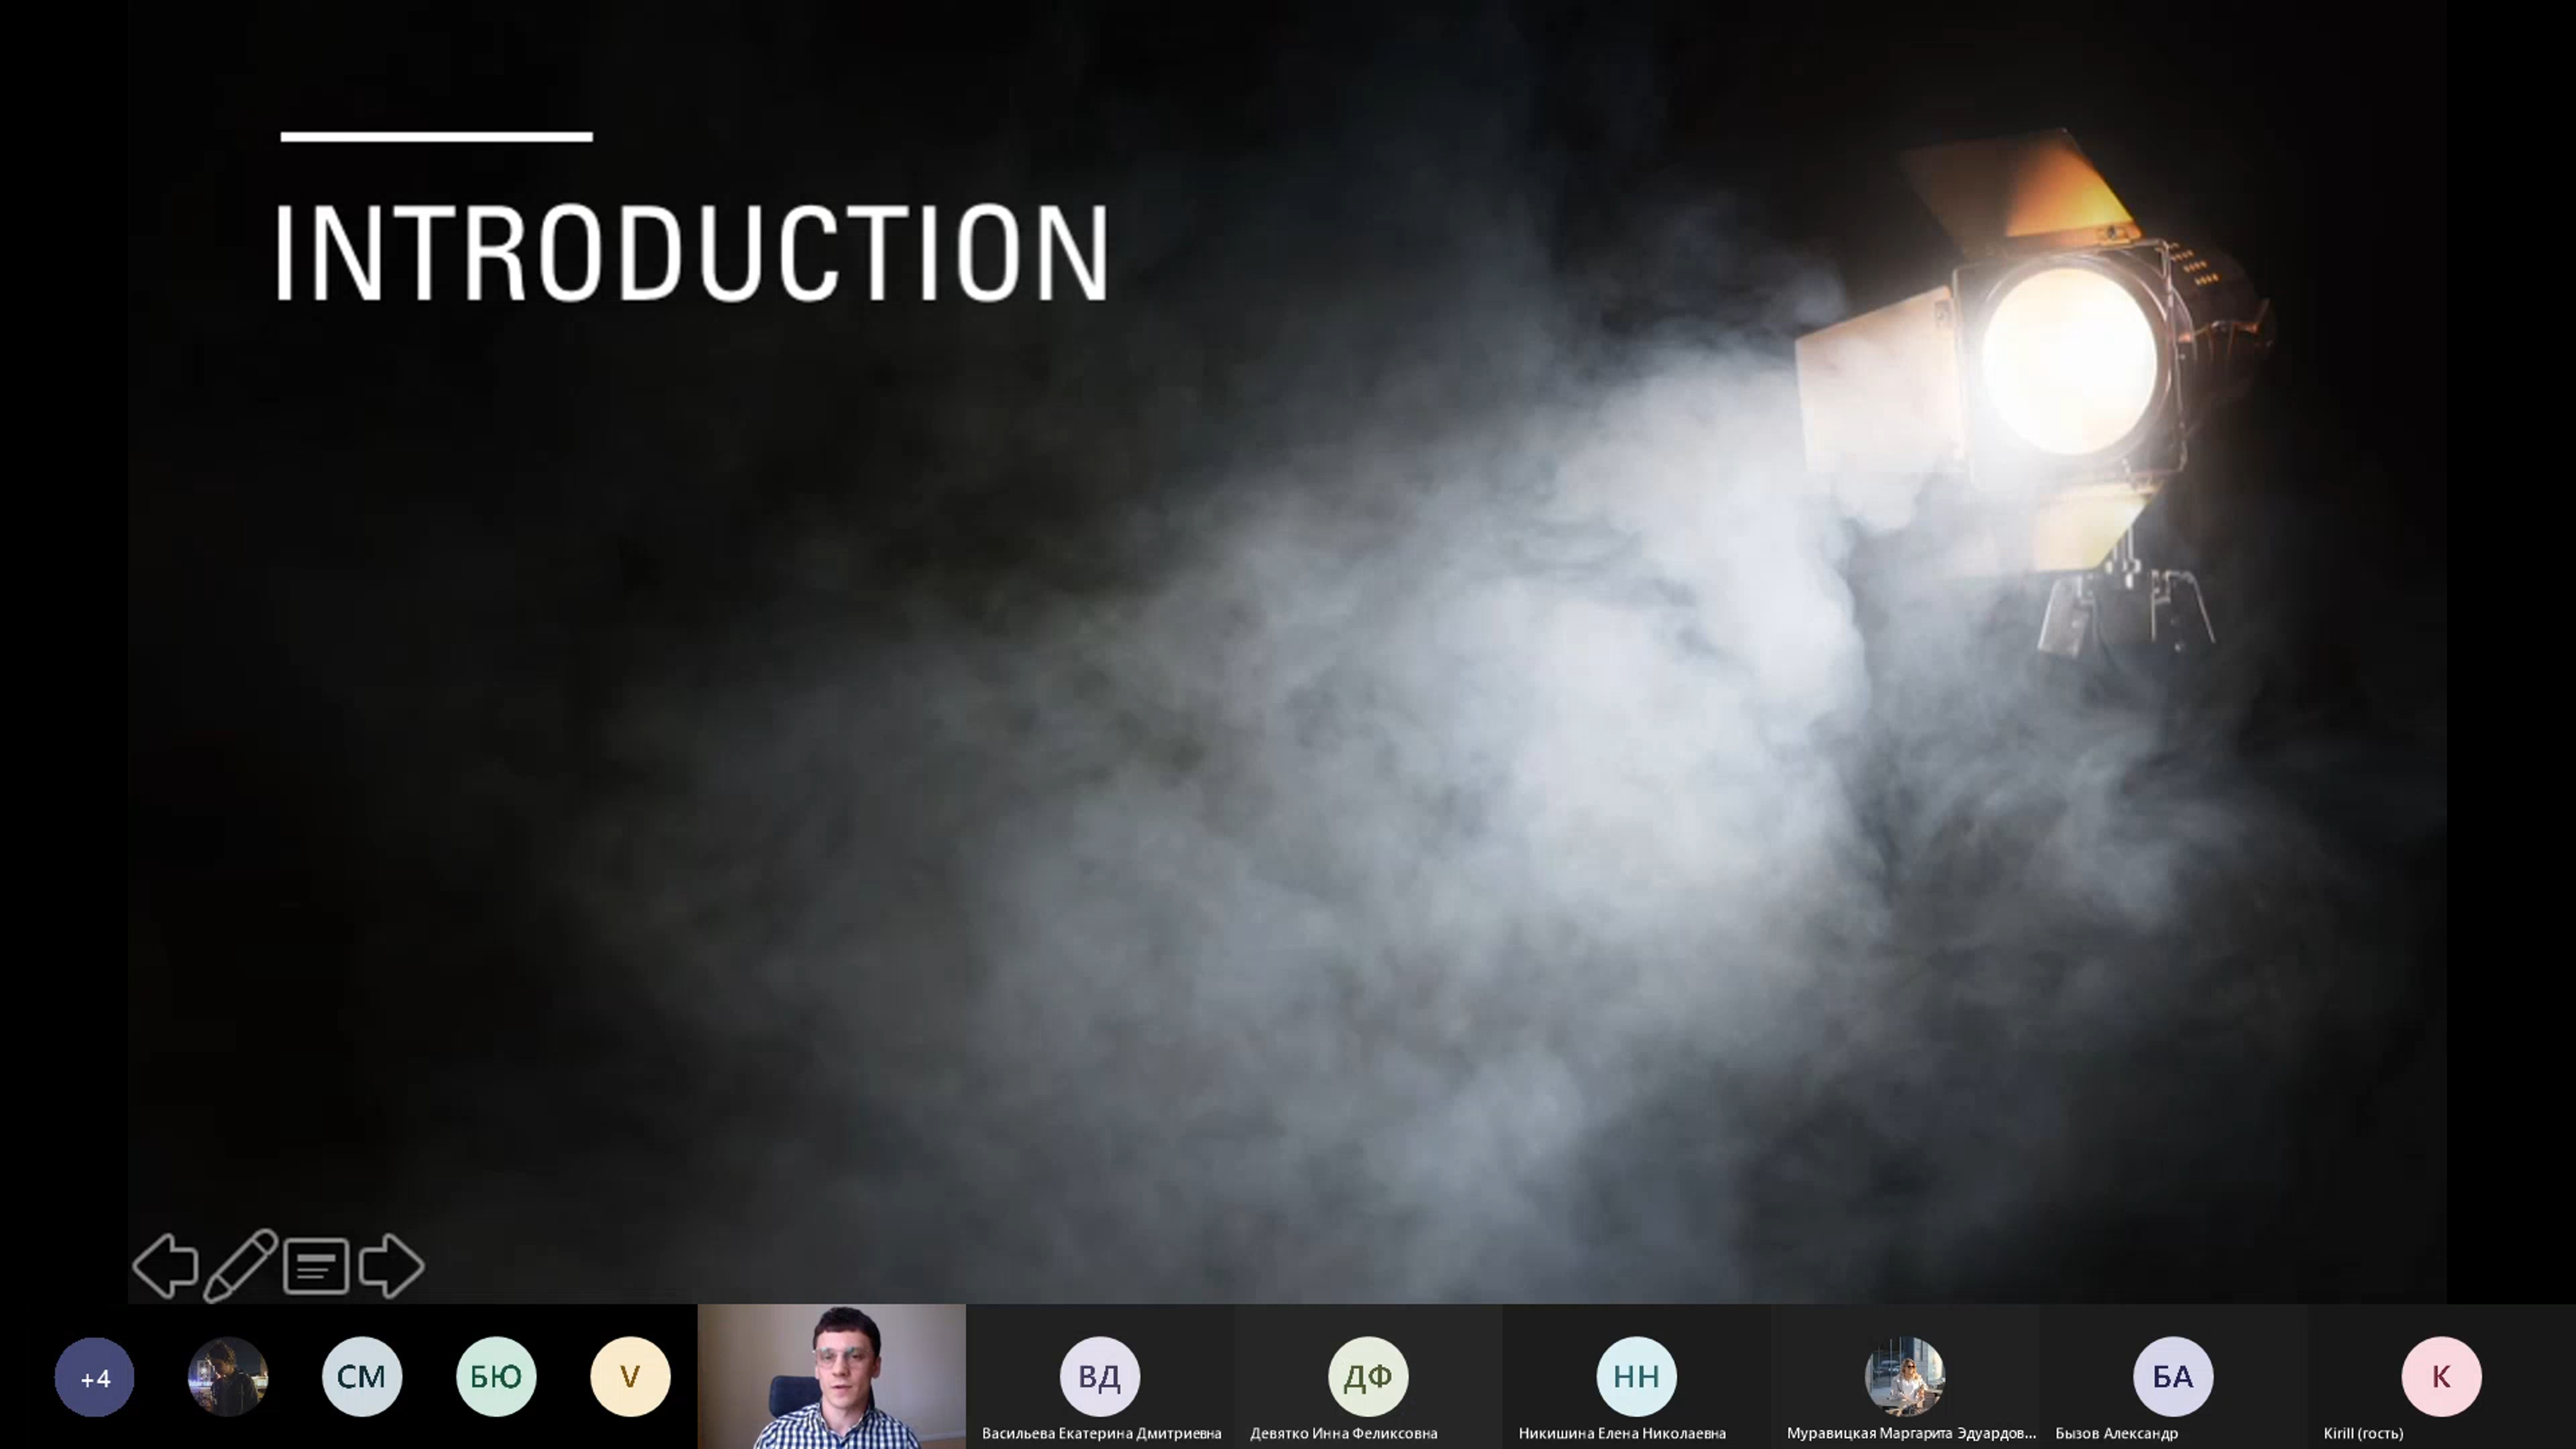 INTRODUCTION
+4
СМ
БЮ
V
ВД
ДФ
НН
БА
K
Васильева Екатерина Дмитриевна
Девятко Инна Феликсовна
Никишина Елена Николаевна
Муравицкая Маргарита Эдуардов...
Бызов Александр
Kirill (гость)